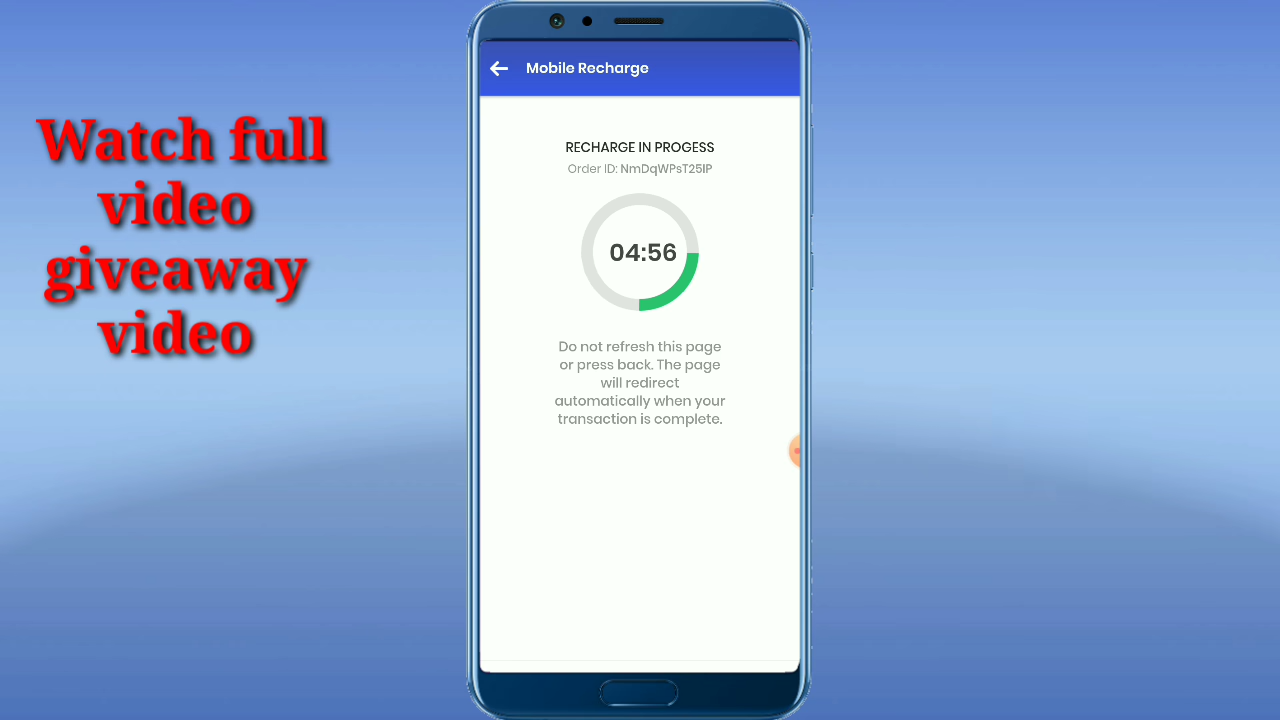 Watch full
video
giveaway
video
Mobile Recharge
RECHARGE IN PROGESS
Order ID: NmDqWPsT25IP
04:56
Do not refresh this page
or press back. The page
will redirect
automatically when your
transaction is complete.